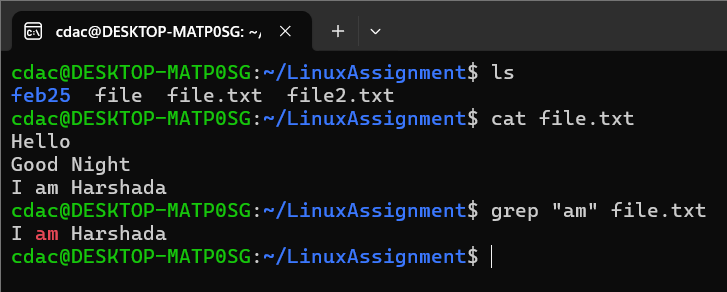 cdac@DESKTOP-MATP0SG: ~/
cdac@DESKTOP-MATP0SG:~/LinuxAssignment$ ls
feb25  file  file.txt  file2.txt
cdac@DESKTOP-MATP0SG:~/LinuxAssignment$ cat file.txt
Hello
Good Night
I am Harshada
cdac@DESKTOP-MATP0SG:~/LinuxAssignment$ grep "am" file.txt
I am Harshada
cdac@DESKTOP-MATP0SG:~/LinuxAssignment$